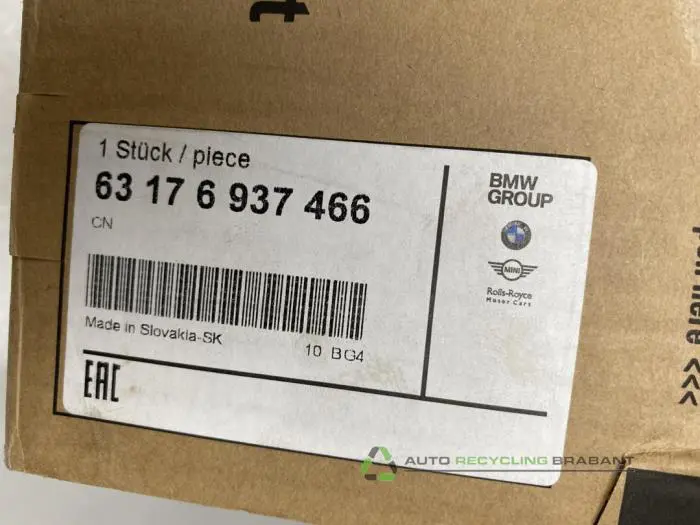 1 Stück / piece
63 17 6 937 466
CN
Made in Slovakia-SK
10 BG4
EAC
BMW
GROUP
MINI
Rolls-Royce
Motor Cars
<<<
AUTO RECYCLING BRABANT